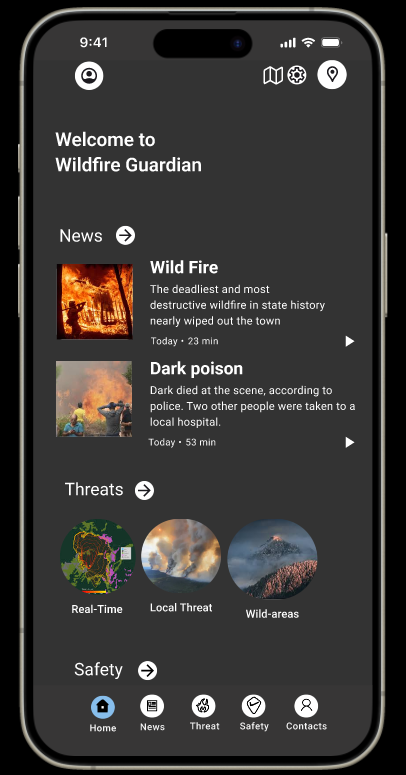 9:41
Welcome to
Wildfire Guardian
News
Wild Fire
The deadliest and most
destructive wildfire in state history
nearly wiped out the town
Today • 23 min
Dark poison
Dark died at the scene, according to
police. Two other people were taken to a
local hospital.
Today • 53 min
Threats
Real-Time
Local Threat
Wild-areas
Safety
Home
News
Threat
Safety
Contacts